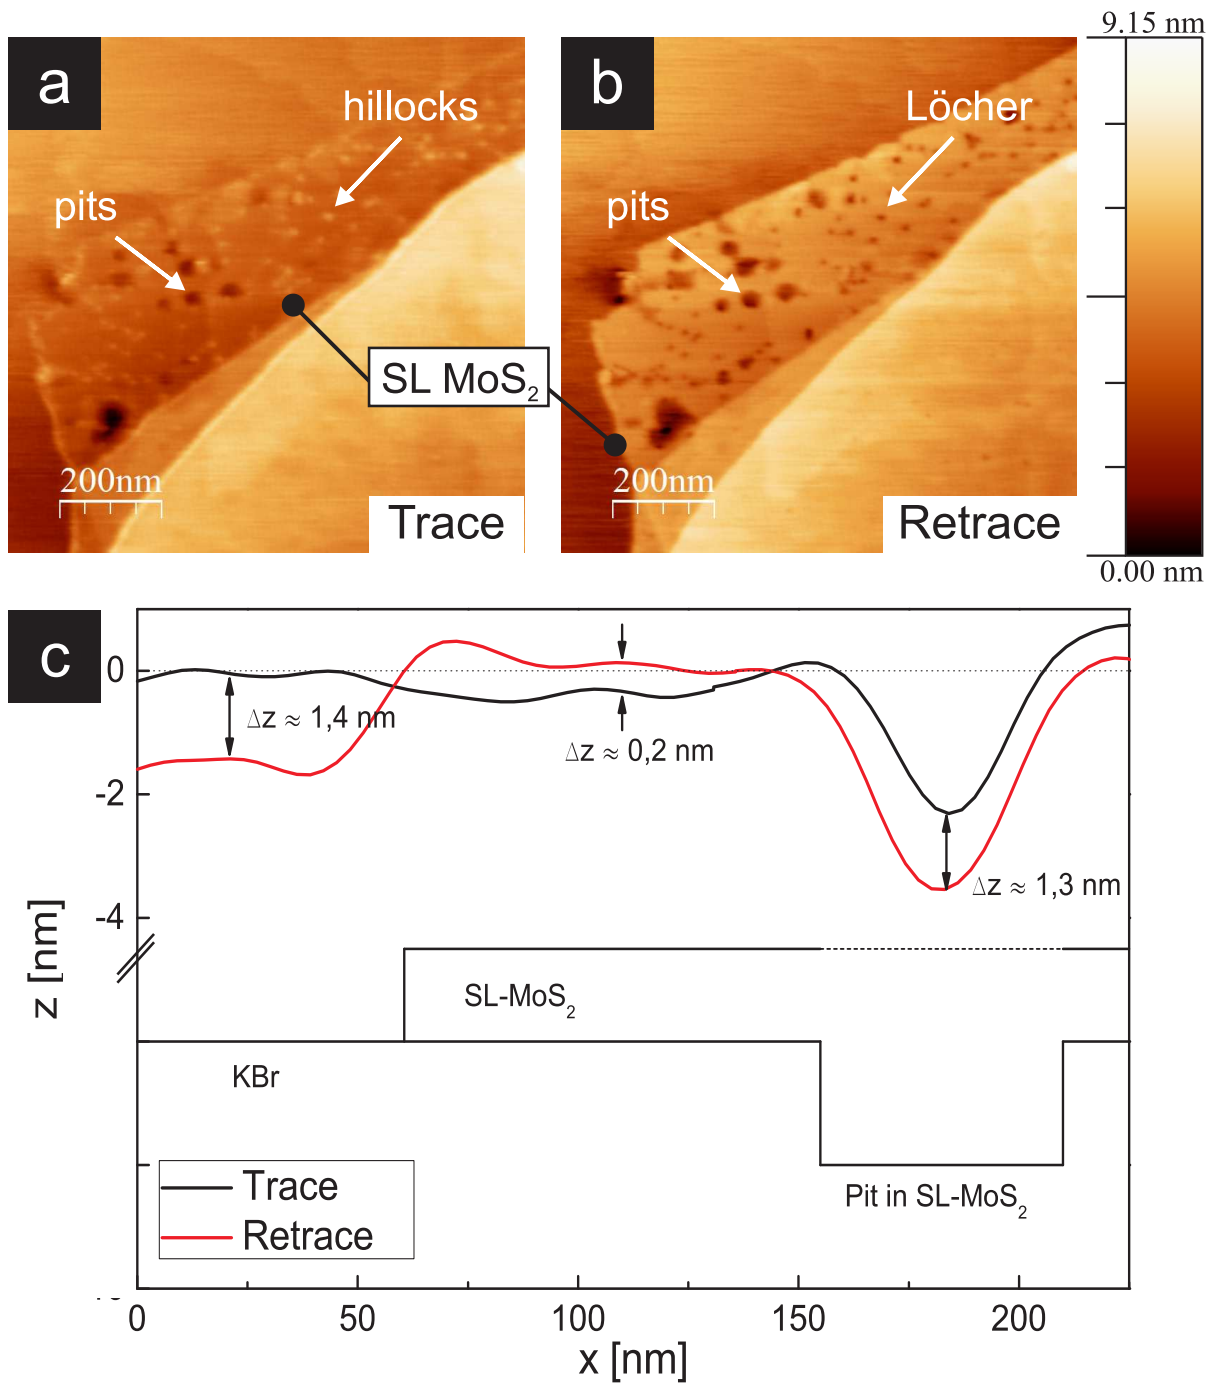 a
hillocks
pits
200nm
Trace
b
Löcher
pits
200nm
Retrace
SL MoS₂
9.15 nm
0.00 nm
c
0
-2
-4
z [nm]
Δz ≈ 1,4 nm
Δz ≈ 0,2 nm
Δz ≈ 1,3 nm
SL-MoS₂
KBr
Pit in SL-MoS₂
Trace
Retrace
0 50 100 150 200
x [nm]